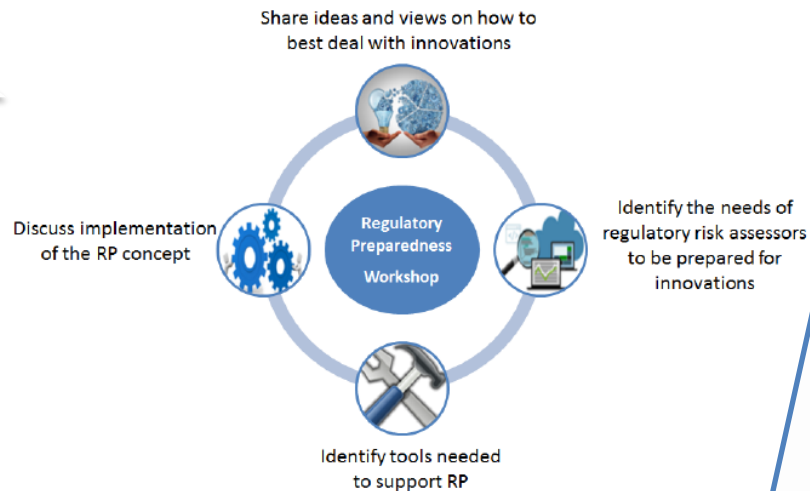 Share ideas and views on how to
best deal with innovations
Discuss implementation
of the RP concept
Regulatory
Preparedness
Workshop
Identify the needs of
regulatory risk assessors
to be prepared for
innovations
Identify tools needed
to support RP